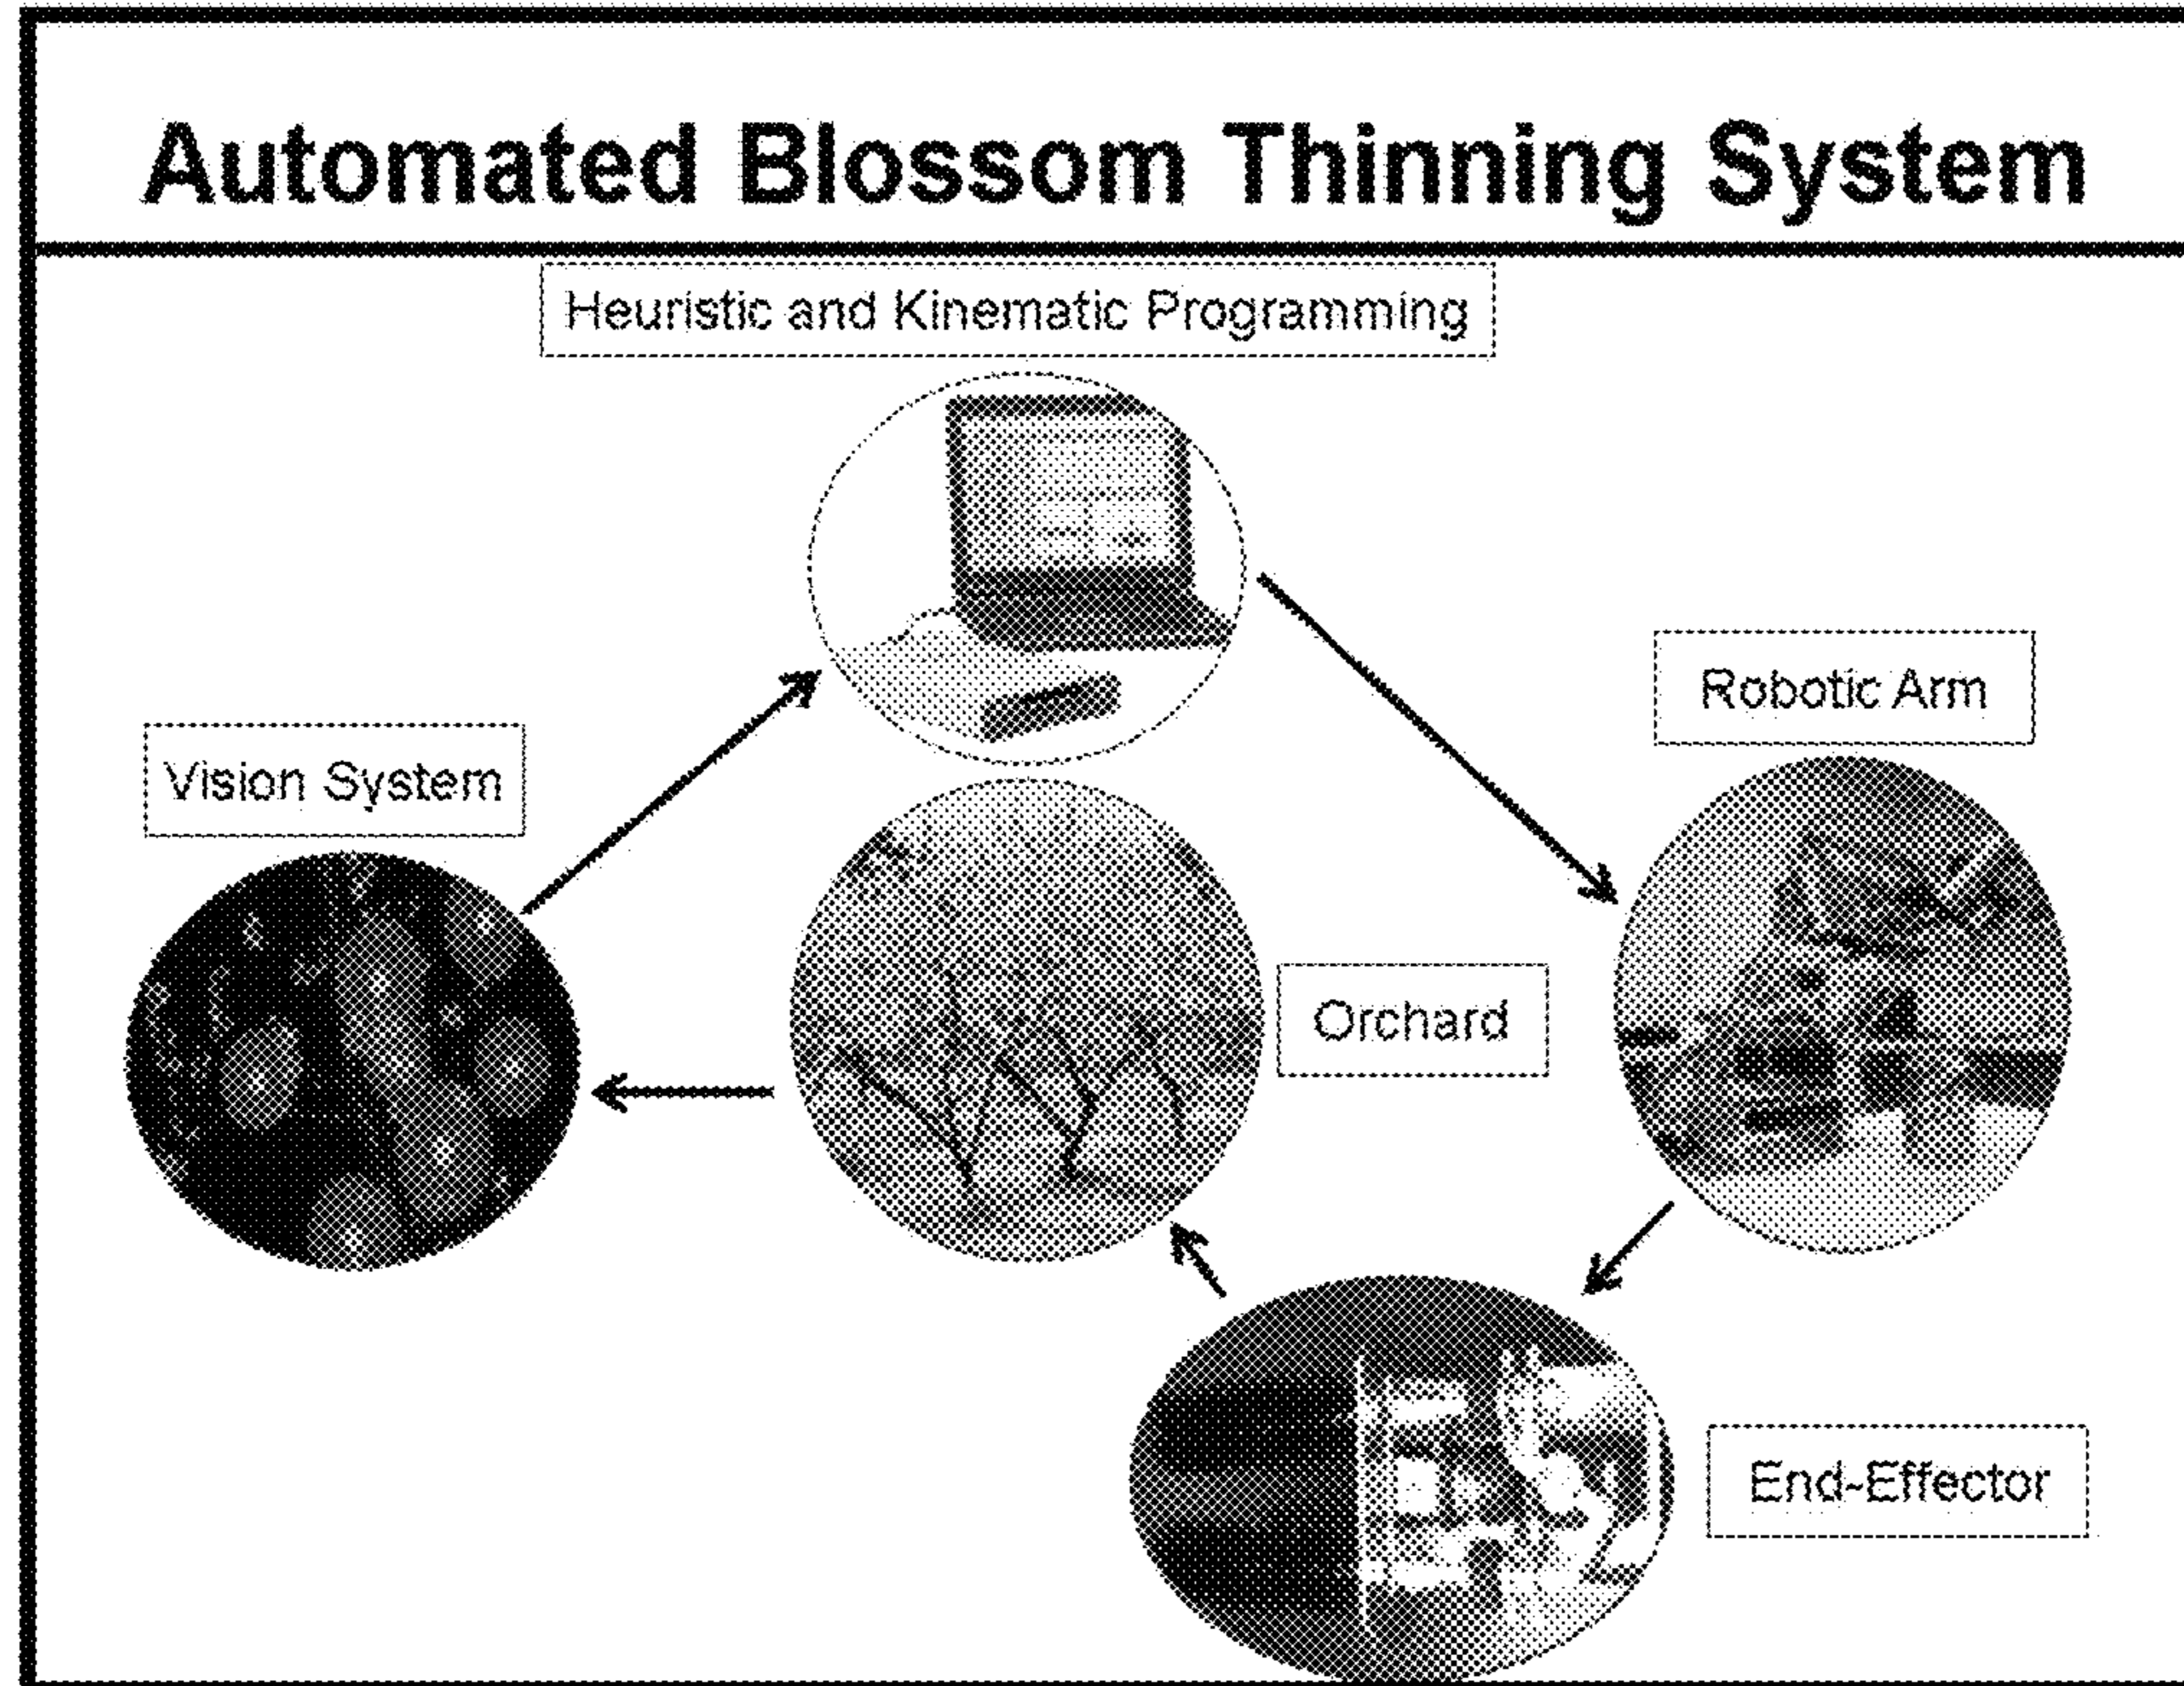 Automated Blossom Thinning System
Heuristic and Kinematic Programming
Robotic Arm
Vision System
Orchard
End-Effector